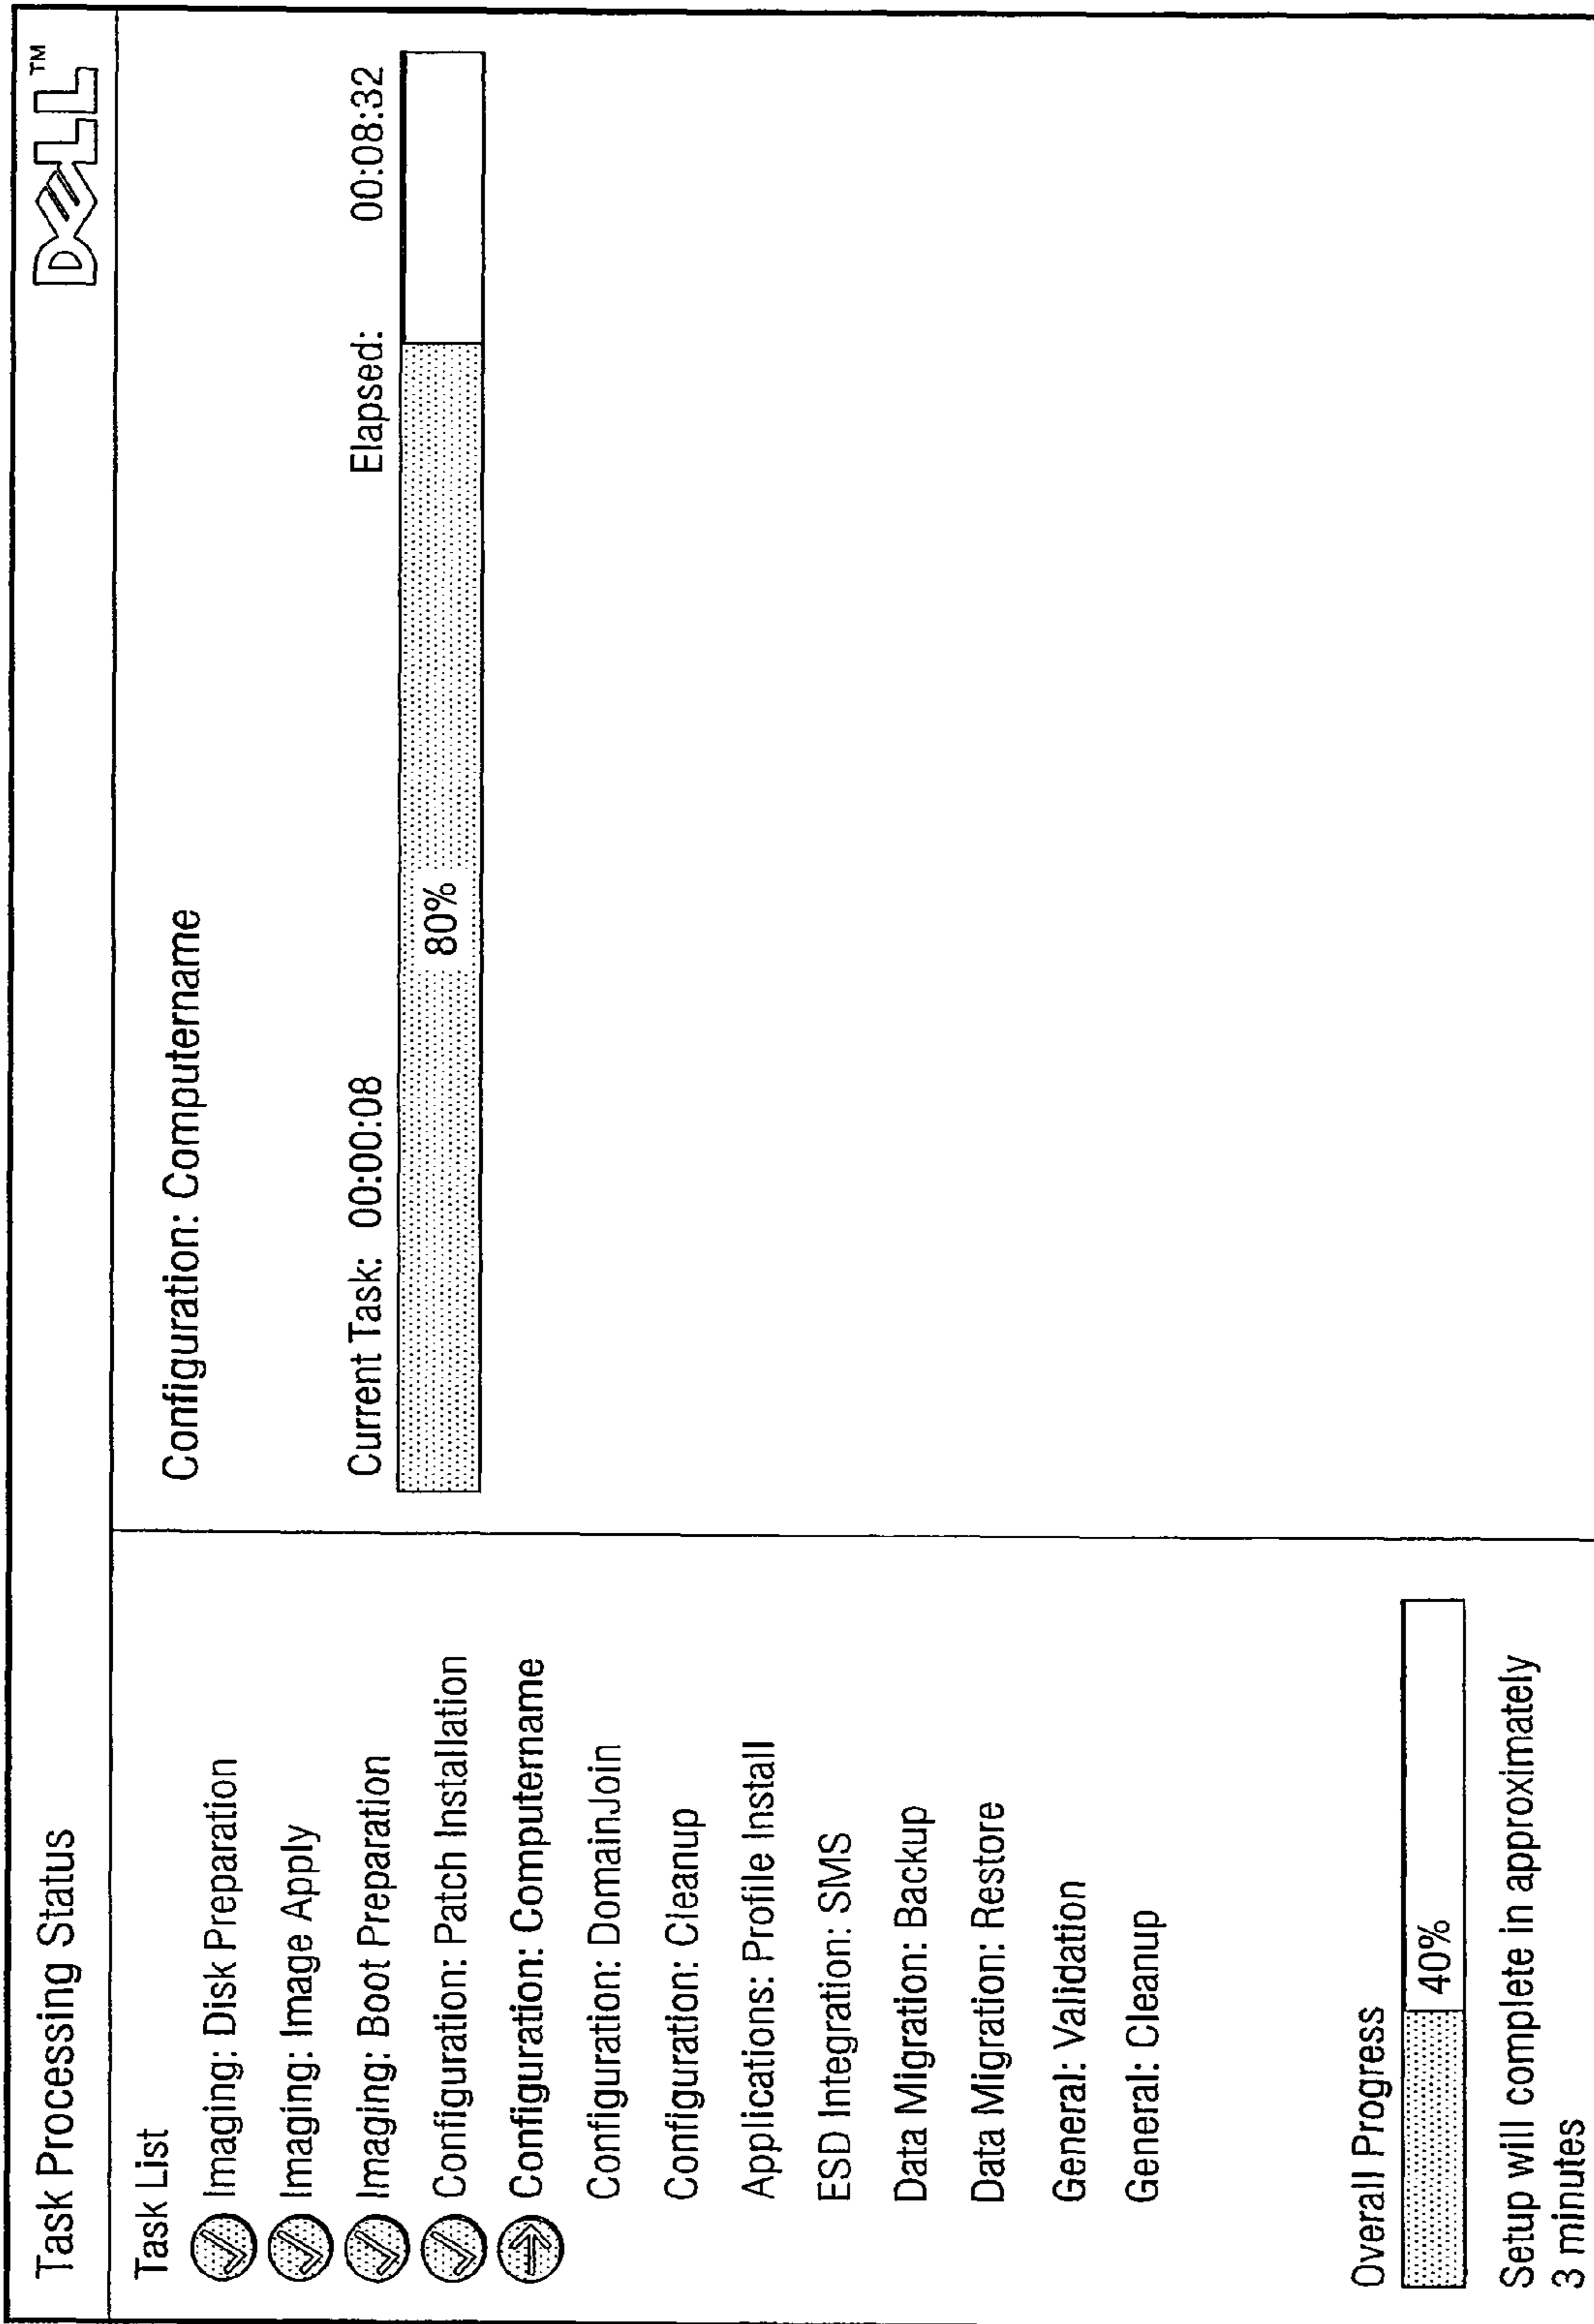 Task Processing Status
DELL™
Task List
Imaging: Disk Preparation
Imaging: Image Apply
Imaging: Boot Preparation
Configuration: Patch Installation
Configuration: Computername
Configuration: DomainJoin
Configuration: Cleanup
Applications: Profile Install
ESD Integration: SMS
Data Migration: Backup
Data Migration: Restore
General: Validation
General: Cleanup
Overall Progress
40%
Setup will complete in approximately
3 minutes
Configuration: Computername
Current Task: 00:00:08 Elapsed: 00:08:32
80%